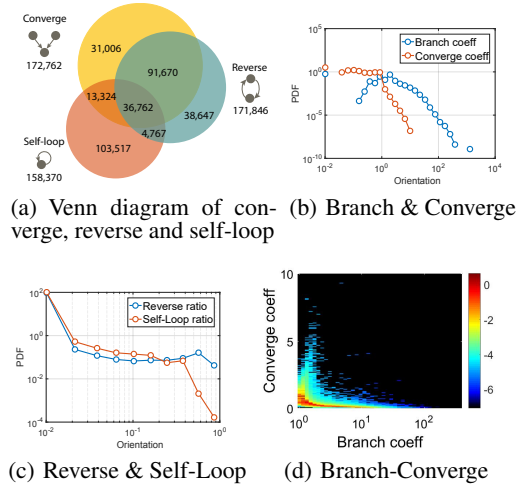 Converge
172,762
31,006
91,670
Reverse
171,846
13,324
36,762
38,647
4,767
Self-loop
158,370
103,517
(a) Venn diagram of con-
verge, reverse and self-loop
PDF
10^5
10^0
10^-5
10^-10
Branch coeff
Converge coeff
10^-2
10^0
10^2
10^4
Orientation
(b) Branch & Converge
PDF
10^2
10^0
10^-2
10^-4
Reverse ratio
Self-Loop ratio
10^-2
10^-1
10^0
Orientation
(c) Reverse & Self-Loop
Converge coeff
10
5
0
10^0
10^1
10^2
Branch coeff
0
-2
-4
-6
(d) Branch-Converge